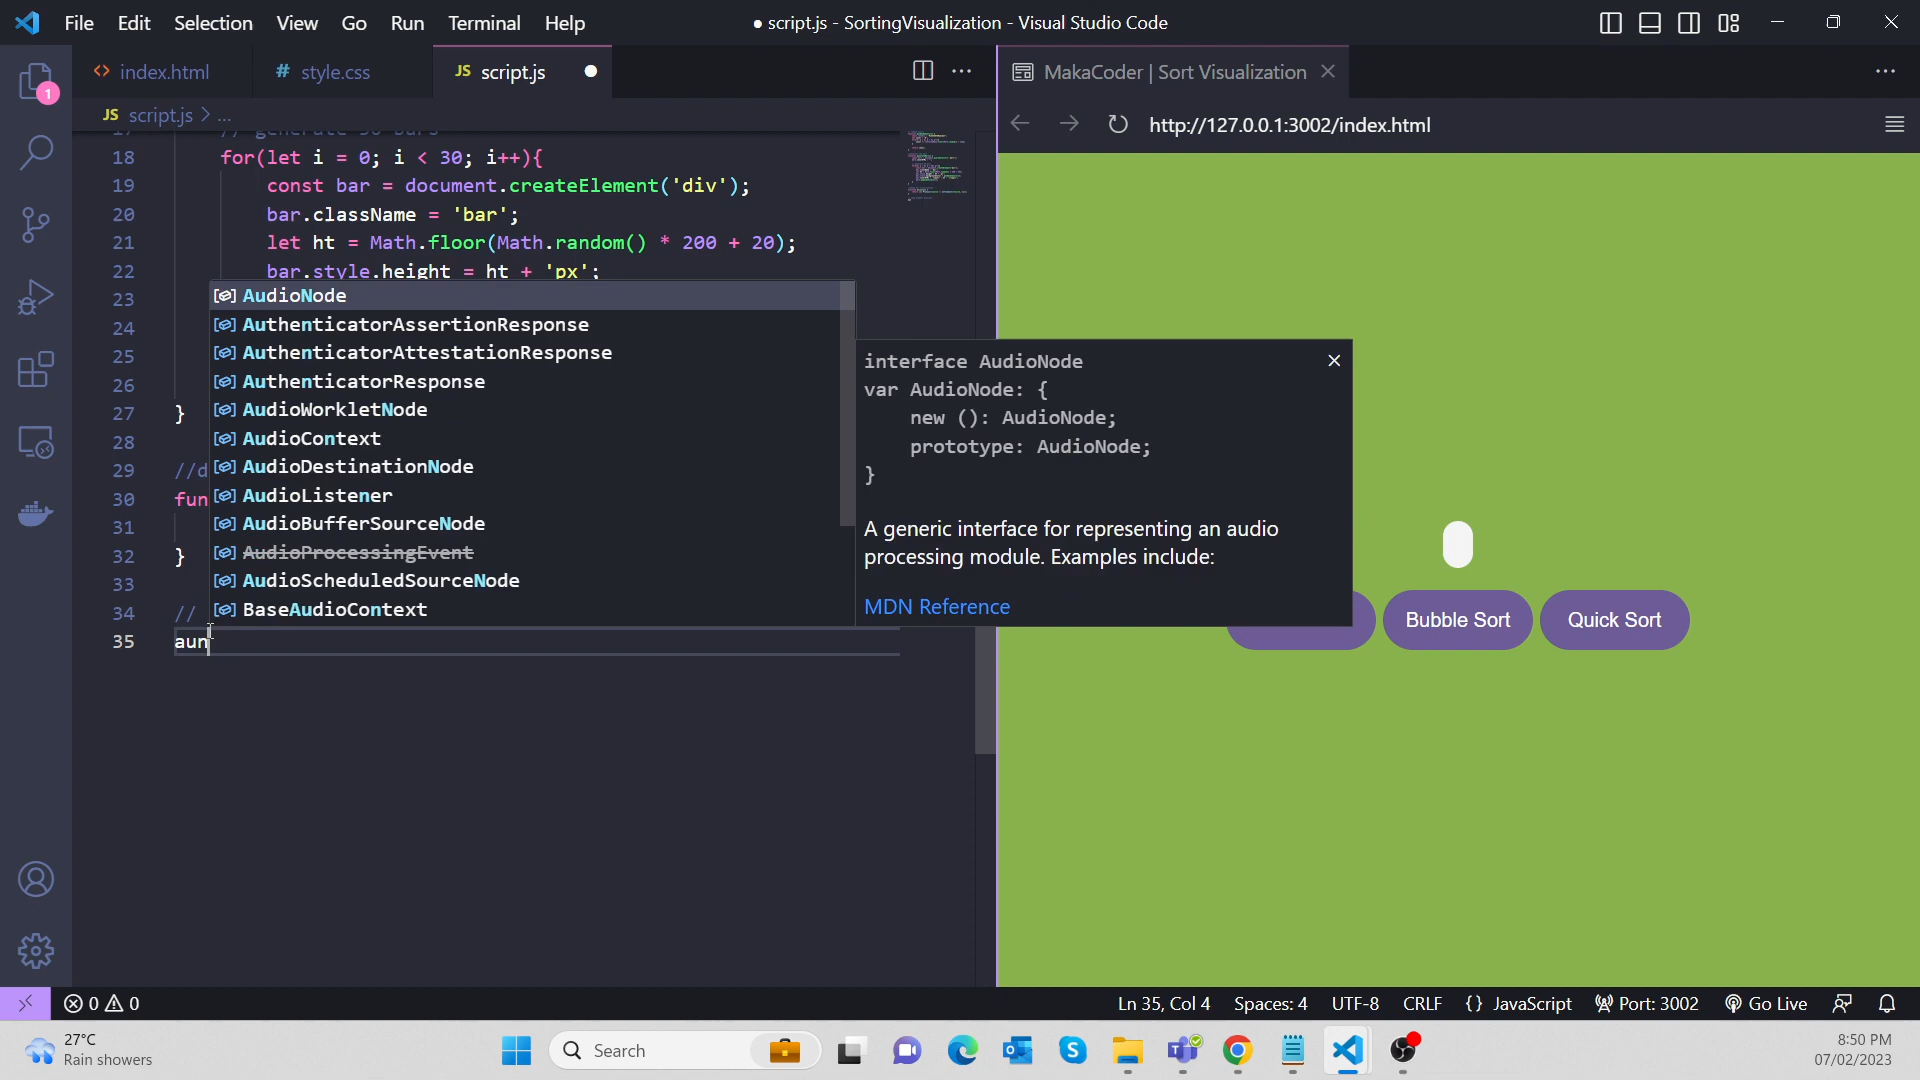 File Edit Selection View Go Run Terminal Help
● script.js - SortingVisualization - Visual Studio Code
index.html
# style.css
JS script.js ●
MakaCoder | Sort Visualization
JS script.js > ...
http://127.0.0.1:3002/index.html
18 for(let i = 0; i < 30; i++){
19 const bar = document.createElement('div');
20 bar.className = 'bar';
21 let ht = Math.floor(Math.random() * 200 + 20);
22 bar.style.height = ht + 'px';
23
24
25
26
27 }
28
29 //d
30 fun
31
32 }
33
34 //
35 aun
AudioNode
AuthenticatorAssertionResponse
AuthenticatorAttestationResponse
AuthenticatorResponse
AudioWorkletNode
AudioContext
AudioDestinationNode
AudioListener
AudioBufferSourceNode
AudioProcessingEvent
AudioScheduledSourceNode
BaseAudioContext
interface AudioNode
var AudioNode: {
new (): AudioNode;
prototype: AudioNode;
}
A generic interface for representing an audio
processing module. Examples include:
MDN Reference
Bubble Sort
Quick Sort
1
0 0
Ln 35, Col 4 Spaces: 4 UTF-8 CRLF {} JavaScript Port: 3002 Go Live
27°C
Rain showers
Search
8:50 PM
07/02/2023